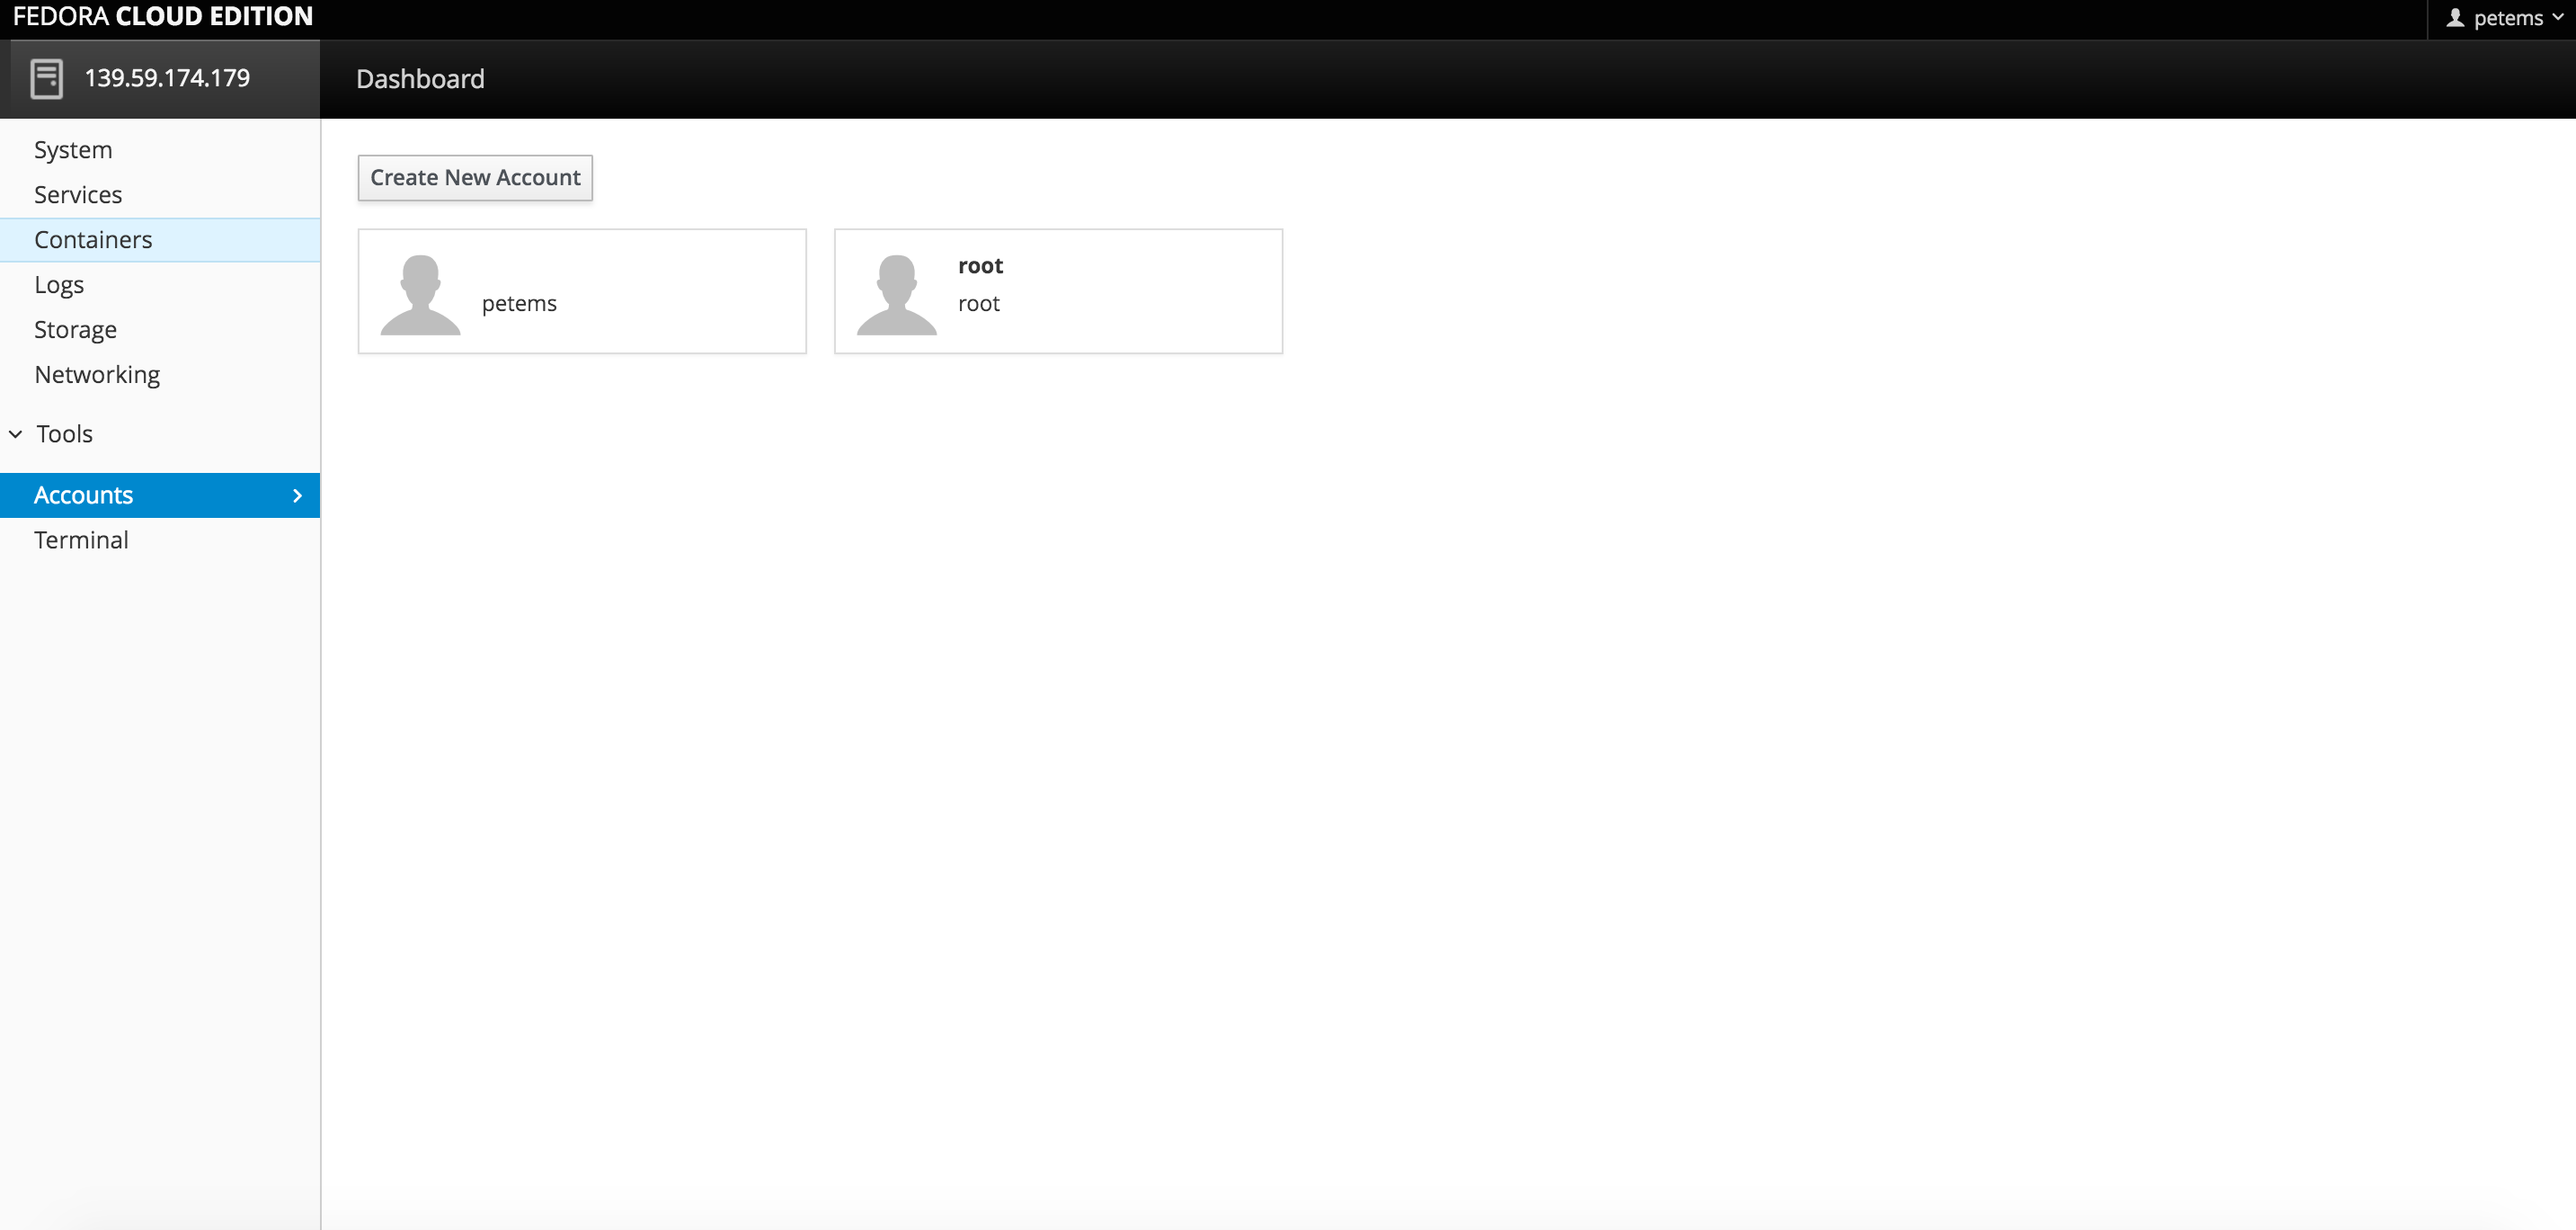 FEDORA CLOUD EDITION
petems
139.59.174.179
Dashboard
System
Services
Containers
Logs
Storage
Networking
Tools
Accounts
Terminal
Create New Account
petems
root
root